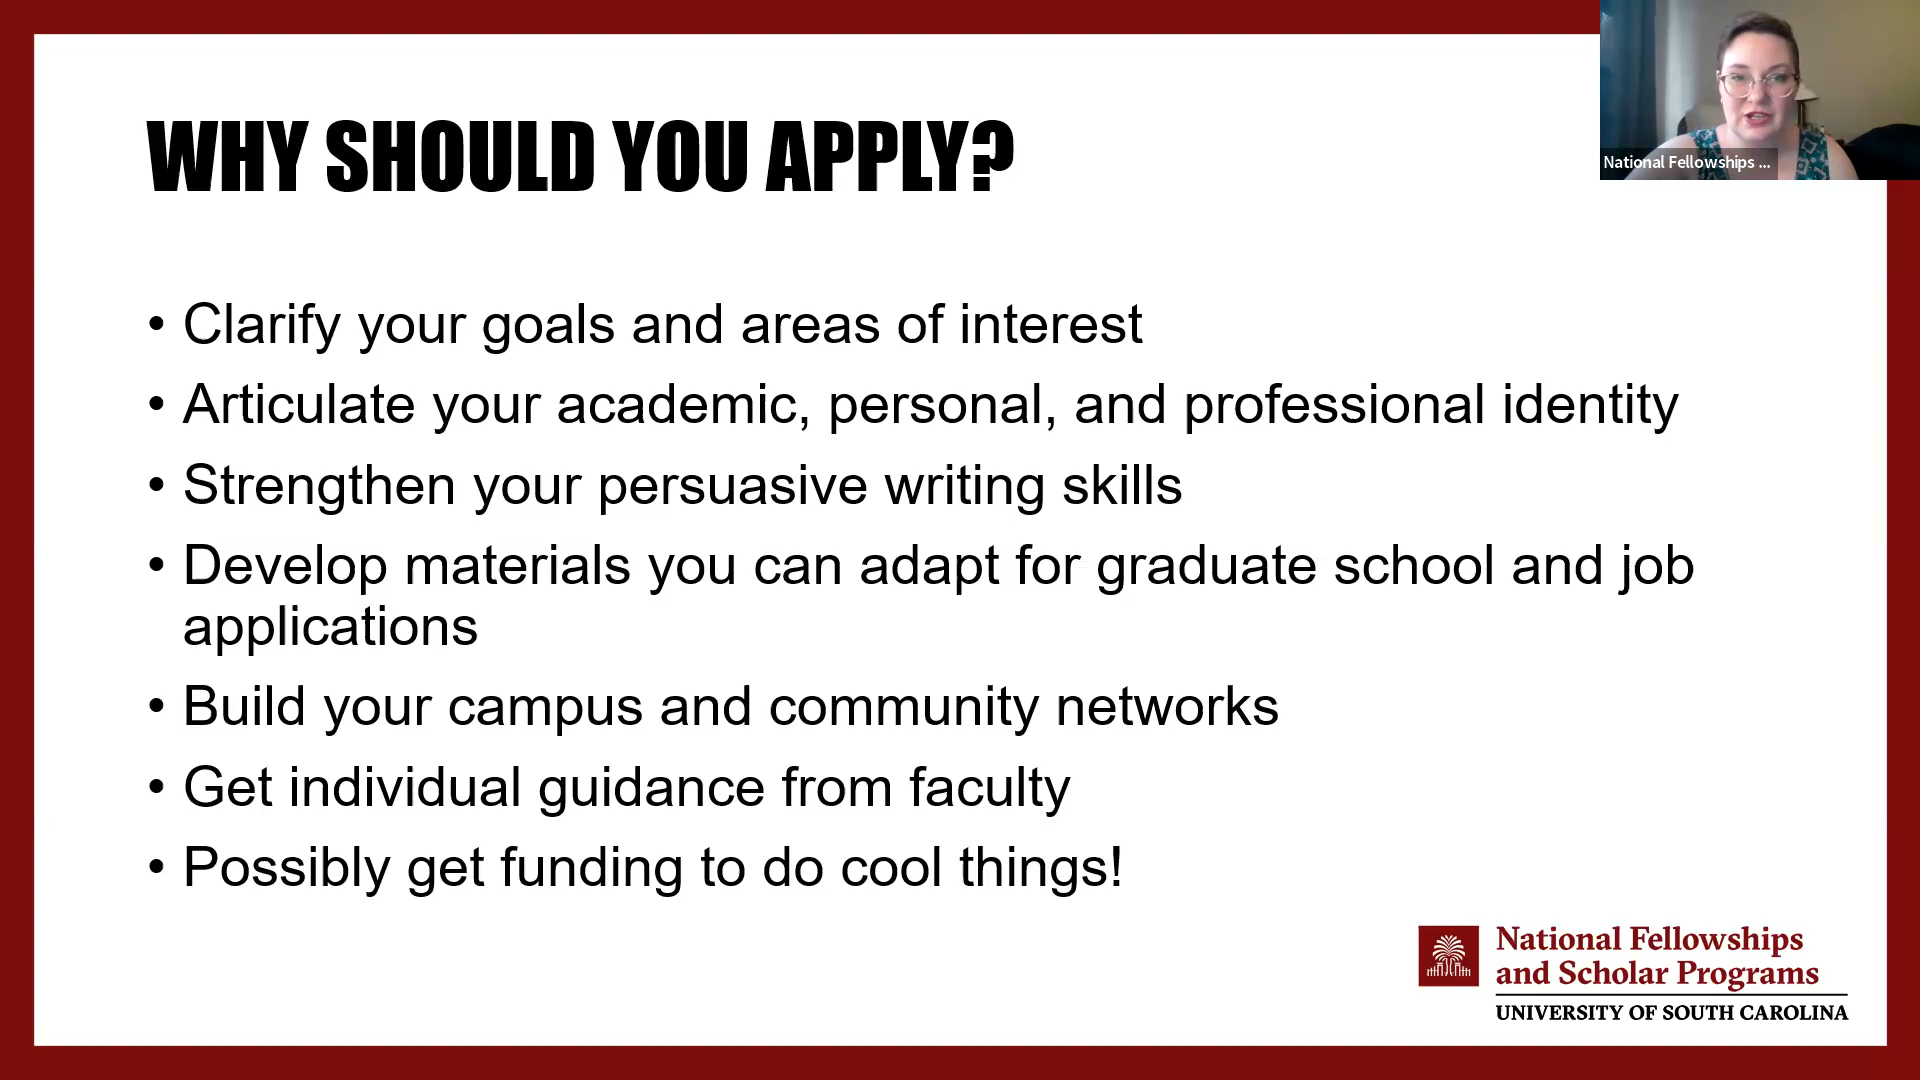 WHY SHOULD YOU APPLY?
National Fellowships ...
• Clarify your goals and areas of interest
• Articulate your academic, personal, and professional identity
• Strengthen your persuasive writing skills
• Develop materials you can adapt for graduate school and job
applications
• Build your campus and community networks
• Get individual guidance from faculty
• Possibly get funding to do cool things!
National Fellowships
and Scholar Programs
UNIVERSITY OF SOUTH CAROLINA